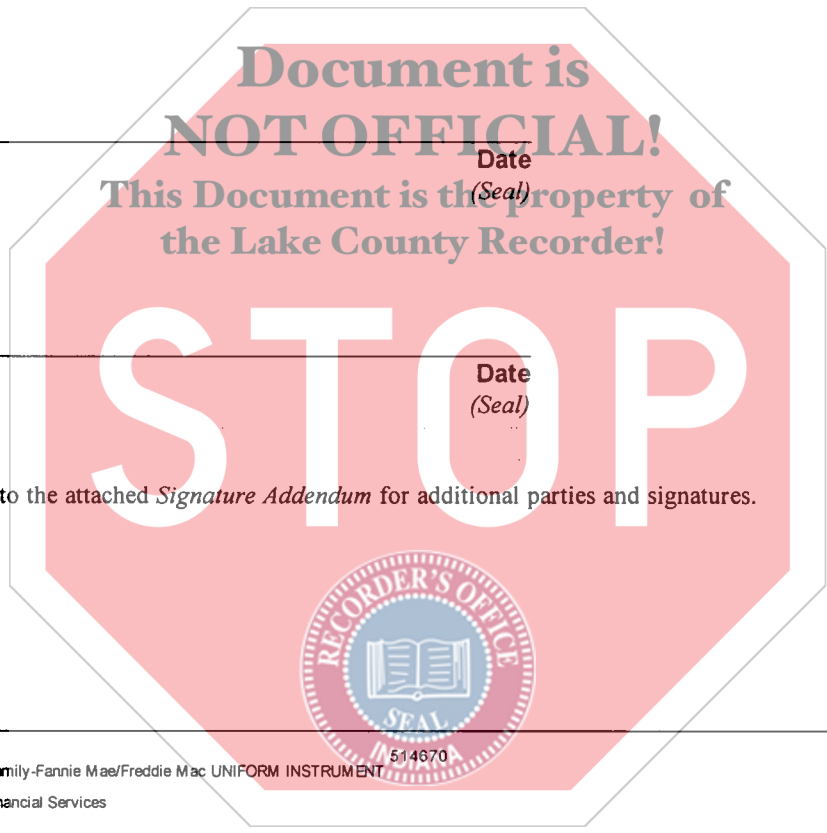 Document is
NOT OFFICIAL!
Date
This Document is the property of
(Seal)
the Lake County Recorder!
STOP
Date
(Seal)
to the attached Signature Addendum for additional parties and signatures.
RECORDER'S OFFICE
SEAL
INDIANA
514670
mily-Fannie Mae/Freddie Mac UNIFORM INSTRUMENT
nancial Services